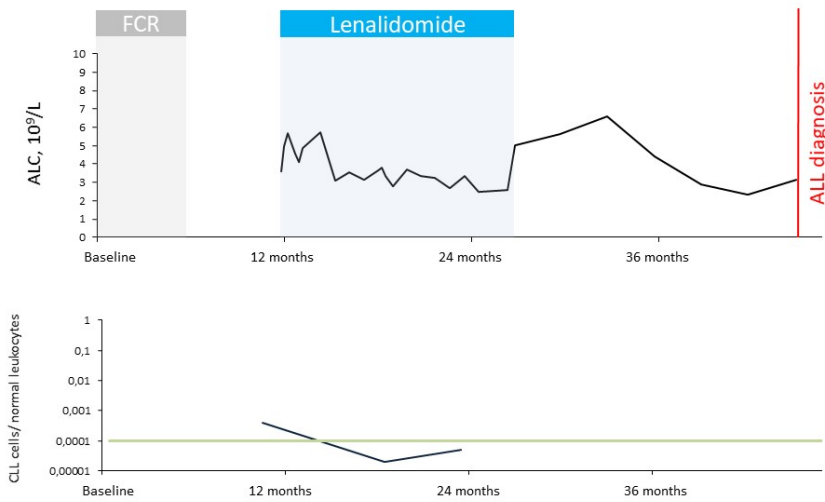 FCR
Lenalidomide
ALC, 10⁹/L
10
9
8
7
6
5
4
3
2
1
0
Baseline
12 months
24 months
36 months
ALL diagnosis
CLL cells/ normal leukocytes
1
0,1
0,01
0,001
0,0001
0,00001
Baseline
12 months
24 months
36 months